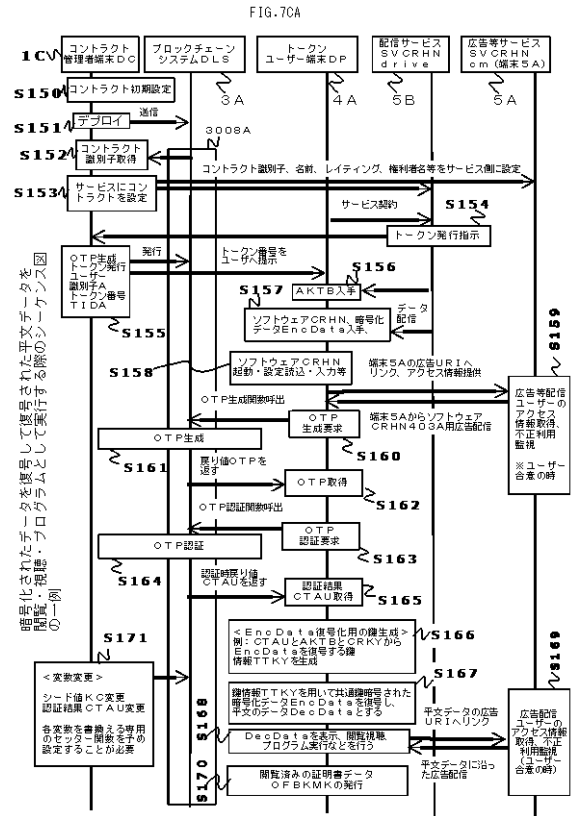 FIG.7CA
1C
コントラクト
管理者端末DC
ブロックチェーン
システムDLS
トークン
ユーザー端末DP
配信サービス
SVCRHN
drive
広告等サービス
SVCRHN
cm(端末5A)
3A
4A
5B
5A
S150
コントラクト初期設定
S151
デプロイ
送信
3008A
S152
コントラクト
識別子取得
コントラクト識別子、名前、レイティング、権利者名等をサービス側に設定
S153
サービスにコン
トラクトを設定
サービス契約
S154
トークン発行指示
OTP生成
トークン発行
ユーザー
識別子A
トークン番号
TIDA
S155
発行
トークン番号を
ユーザへ提示
S156
AKTB入手
S157
ソフトウェアCRHN、暗号化
データEncData入手、
データ
配信
S158
ソフトウェアCRHN
起動・設定読込・入力等
端末5Aの広告URIへ
リンク、アクセス情報提供
S159
広告等配信
ユーザーの
アクセス
情報取得、
不正利用
監視
※ユーザー
合意の時
OTP生成関数呼出
OTP
生成要求
端末5Aからソフトウェア
CRHN403A用広告配信
S160
OTP生成
S161
戻り値OTPを
返す
OTP取得
S162
OTP認証関数呼出
OTP
認証要求
S163
OTP認証
S164
認証時戻り値
CTAUを返す
認証結果
CTAU取得
S165
<EncData復号化用の鍵生成>
例:CTAUとAKTBとCRKYから
EncDataを復号する鍵
情報TTKYを生成
S166
S167
鍵情報TTKYを用いて共通鍵暗号された
暗号化データEncDataを復号し、
平文のデータDecDataとする
S168
DecDataを表示、閲覧視聴、
プログラム実行などを行う
平文データの広告
URIへリンク
平文データに沿っ
た広告配信
S169
広告配信
ユーザーの
アクセス情報
取得、不正
利用監視
(ユーザー
合意の時)
S170
閲覧済みの証明書データ
OFBKMKの発行
S171
<変数変更>
シード値KC変更
認証結果CTAU変更
各変数を書換える専用
のセッター関数を予め
設定することが必要
暗号化されたデータを復号して復号された平文データを
閲覧・視聴・プログラムとして実行する際のシーケンス図
の一例